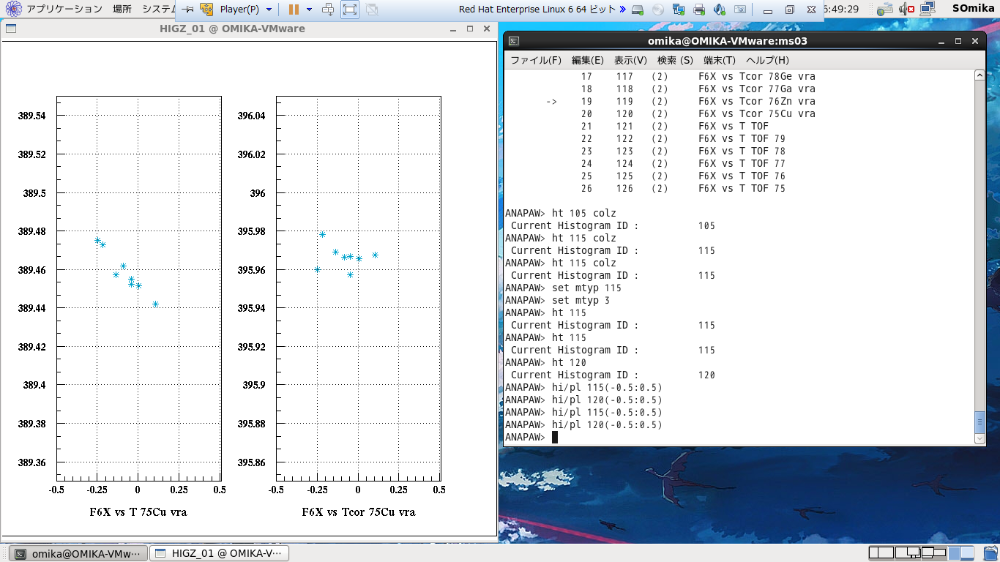 アプリケーション 場所 システム
Player(P)
Red Hat Enterprise Linux 6 64 ビット
5:49:29
SOmika
HIGZ_01 @ OMIKA-VMware
389.54
389.52
389.5
389.48
389.46
389.44
389.42
389.4
389.38
389.36
-0.5 -0.25 0 0.25 0.5
F6X vs T 75Cu vra
396.04
396.02
396
395.98
395.96
395.94
395.92
395.9
395.88
395.86
-0.5 -0.25 0 0.25 0.5
F6X vs Tcor 75Cu vra
omika@OMIKA-VMware:ms03
ファイル(F) 編集(E) 表示(V) 検索 (S) 端末(T) ヘルプ(H)
17 117 (2) F6X vs Tcor 78Ge vra
18 118 (2) F6X vs Tcor 77Ga vra
-> 19 119 (2) F6X vs Tcor 76Zn vra
20 120 (2) F6X vs Tcor 75Cu vra
21 121 (2) F6X vs T TOF
22 122 (2) F6X vs T TOF 79
23 123 (2) F6X vs T TOF 78
24 124 (2) F6X vs T TOF 77
25 125 (2) F6X vs T TOF 76
26 126 (2) F6X vs T TOF 75
ANAPAW> ht 105 colz
Current Histogram ID : 105
ANAPAW> ht 115 colz
Current Histogram ID : 115
ANAPAW> ht 115 colz
Current Histogram ID : 115
ANAPAW> set mtyp 115
ANAPAW> set mtyp 3
ANAPAW> ht 115
Current Histogram ID : 115
ANAPAW> ht 115
Current Histogram ID : 115
ANAPAW> ht 120
Current Histogram ID : 120
ANAPAW> hi/pl 115(-0.5:0.5)
ANAPAW> hi/pl 120(-0.5:0.5)
ANAPAW> hi/pl 115(-0.5:0.5)
ANAPAW> hi/pl 120(-0.5:0.5)
ANAPAW>
omika@OMIKA-VMw…
HIGZ_01 @ OMIKA-V…